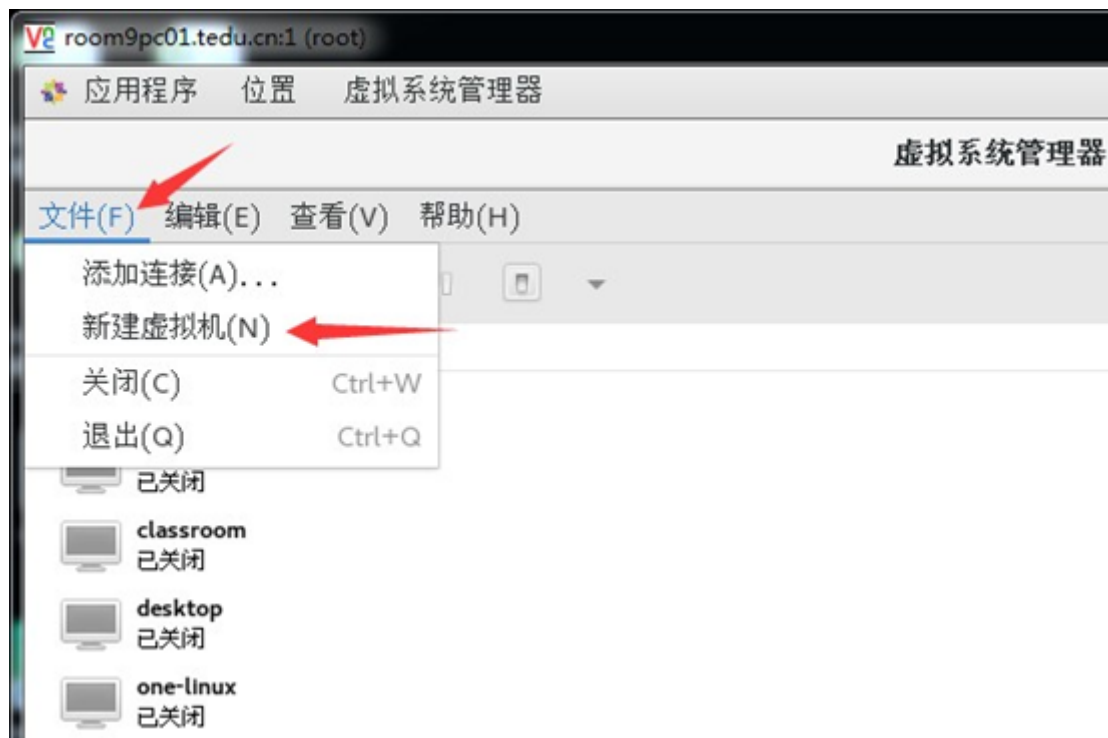 room9pc01.tedu.cn:1 (root)
应用程序 位置 虚拟系统管理器
虚拟系统管理器
文件(F) 编辑(E) 查看(V) 帮助(H)
添加连接(A)...
新建虚拟机(N)
关闭(C) Ctrl+W
退出(Q) Ctrl+Q
已关闭
classroom
已关闭
desktop
已关闭
one-linux
已关闭